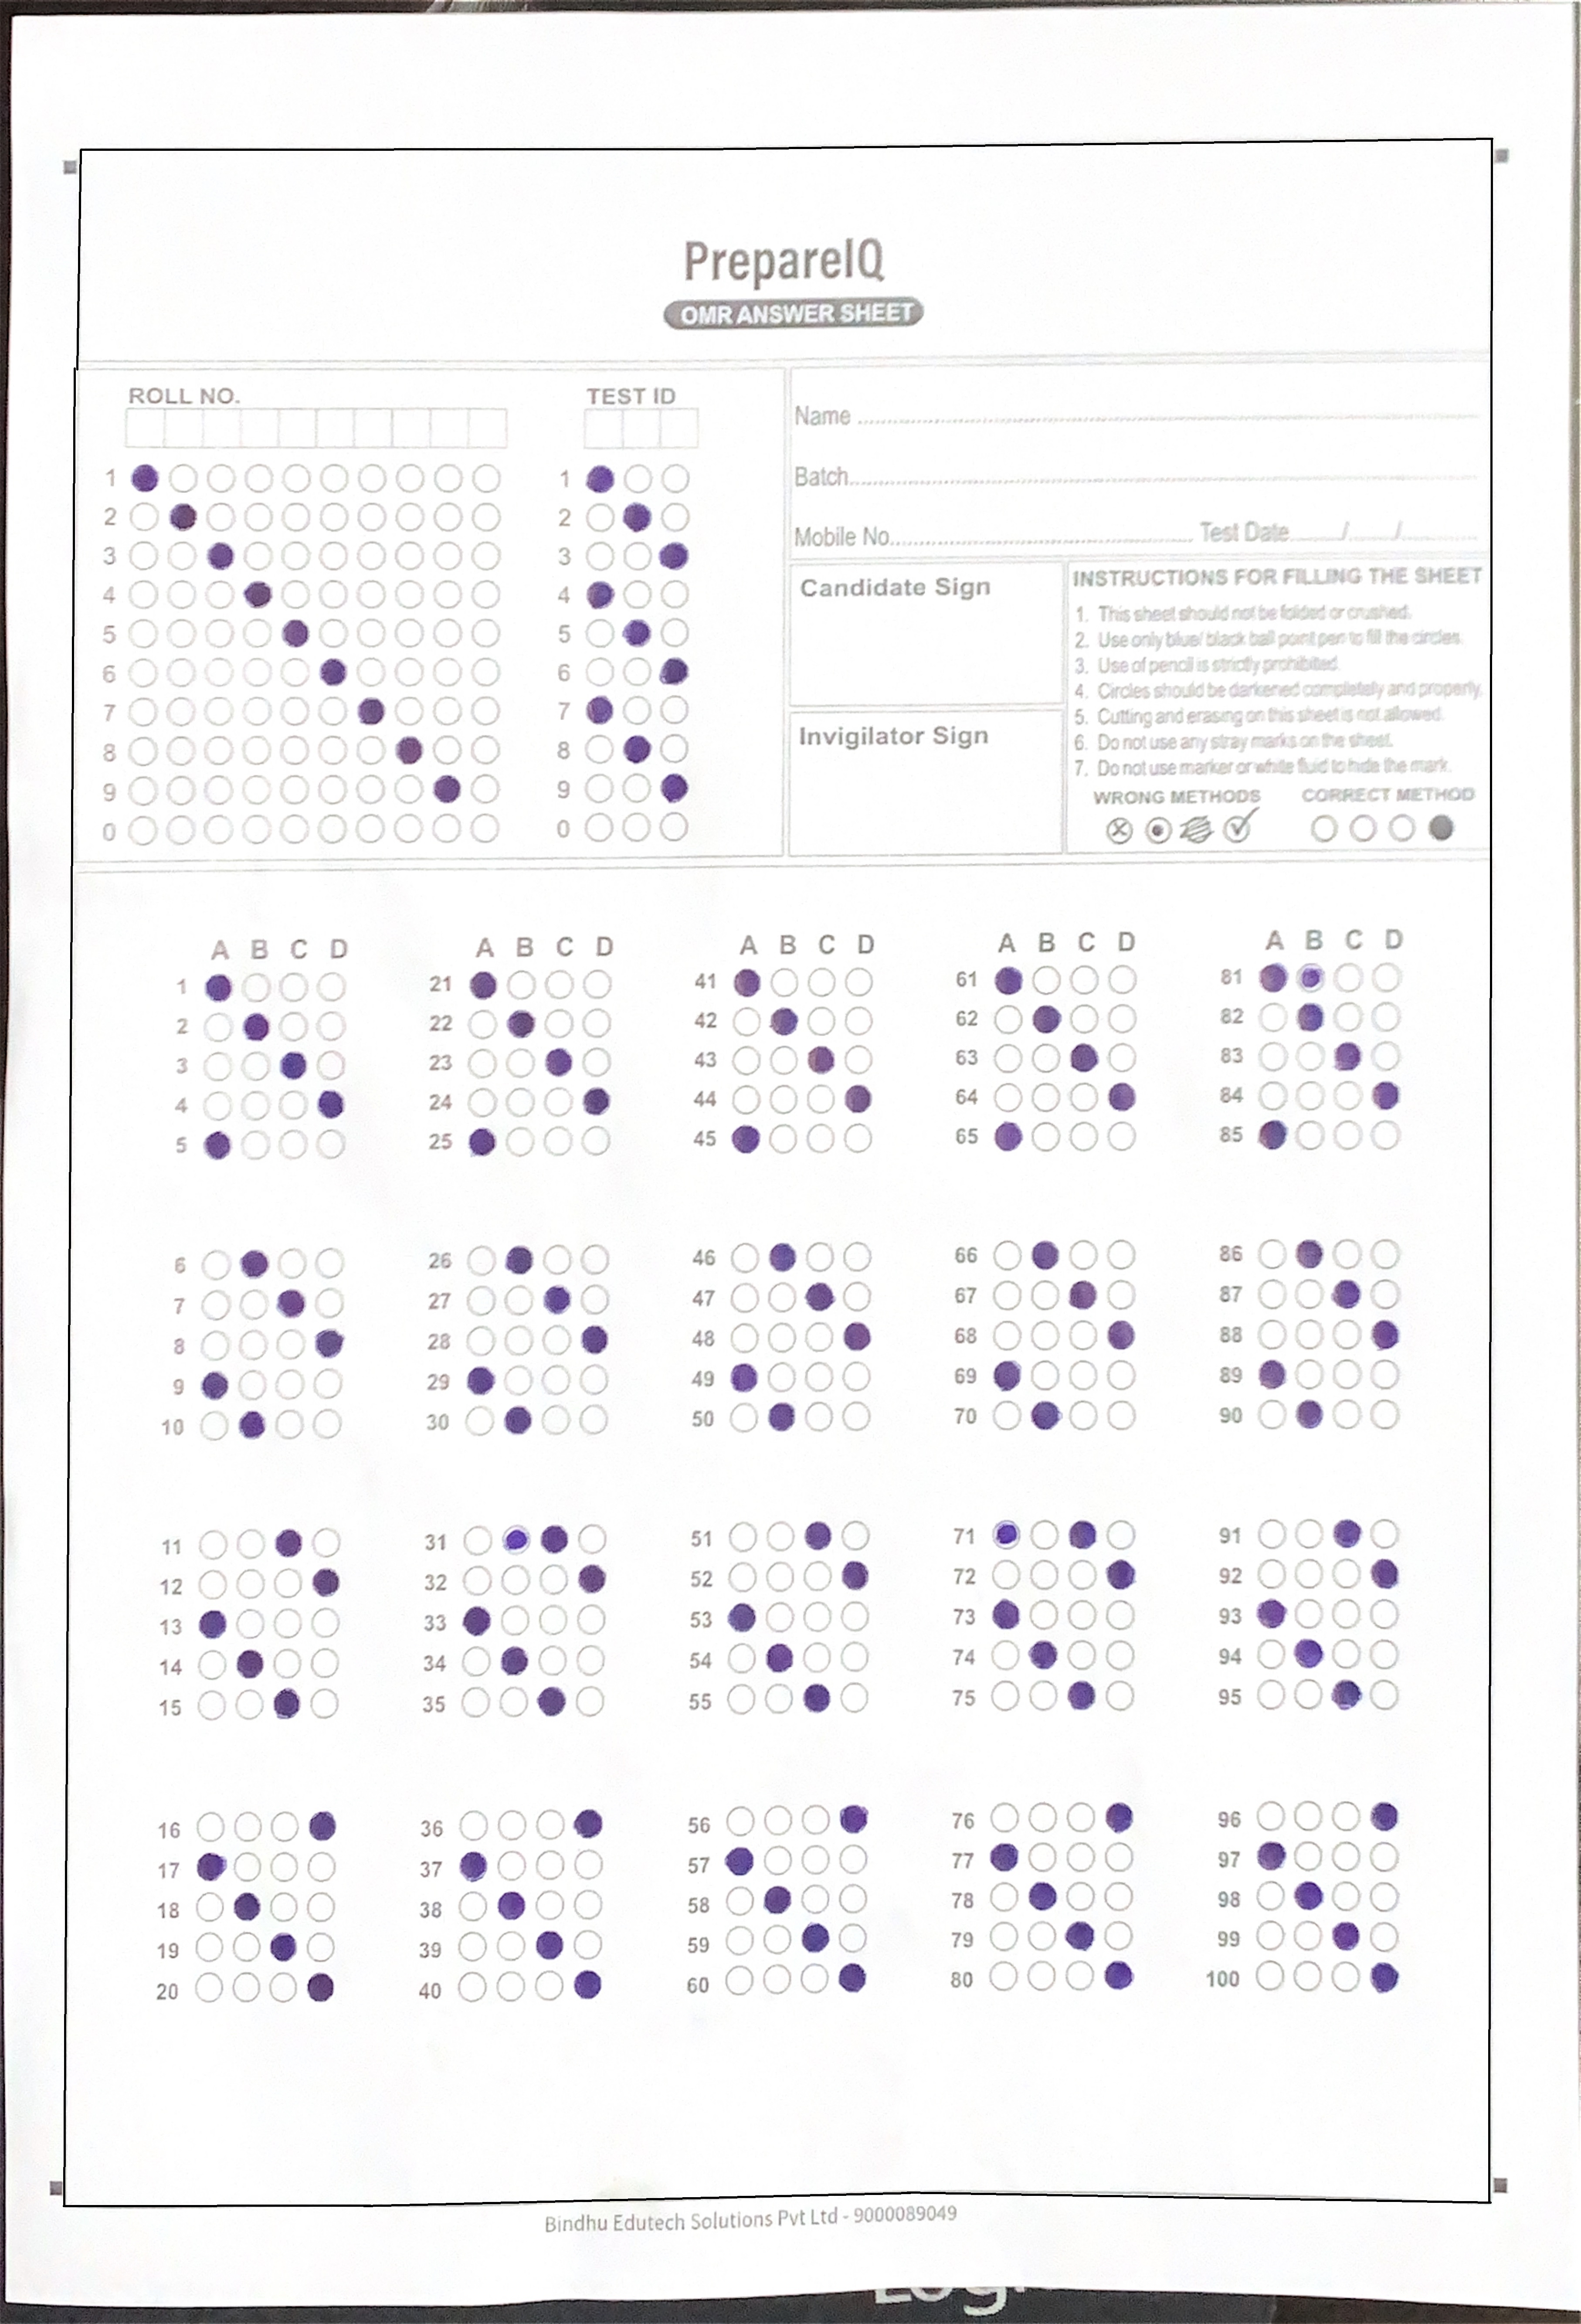 PrepareIQ
OMR ANSWER SHEET
ROLL NO.
TEST ID
1 1
2 2
3 3
4 4
5 5
6 6
7 7
8 8
9 9
0 0
Name
Batch
Mobile No. Test Date / /
Candidate Sign
Invigilator Sign
INSTRUCTIONS FOR FILLING THE SHEET
1. This sheet should not be folded or crushed.
2. Use only blue/ black ball point pen to fill the circles.
3. Use of pencil is strictly prohibited.
4. Circles should be darkened completely and properly.
5. Cutting and erasing on this sheet is not allowed.
6. Do not use any stray marks on the sheet.
7. Do not use marker or white fluid to hide the mark.
WRONG METHODS CORRECT METHOD
A B C D A B C D A B C D A B C D A B C D
1 21 41 61 81
2 22 42 62 82
3 23 43 63 83
4 24 44 64 84
5 25 45 65 85
6 26 46 66 86
7 27 47 67 87
8 28 48 68 88
9 29 49 69 89
10 30 50 70 90
11 31 51 71 91
12 32 52 72 92
13 33 53 73 93
14 34 54 74 94
15 35 55 75 95
16 36 56 76 96
17 37 57 77 97
18 38 58 78 98
19 39 59 79 99
20 40 60 80 100
Bindhu Edutech Solutions Pvt Ltd - 9000089049